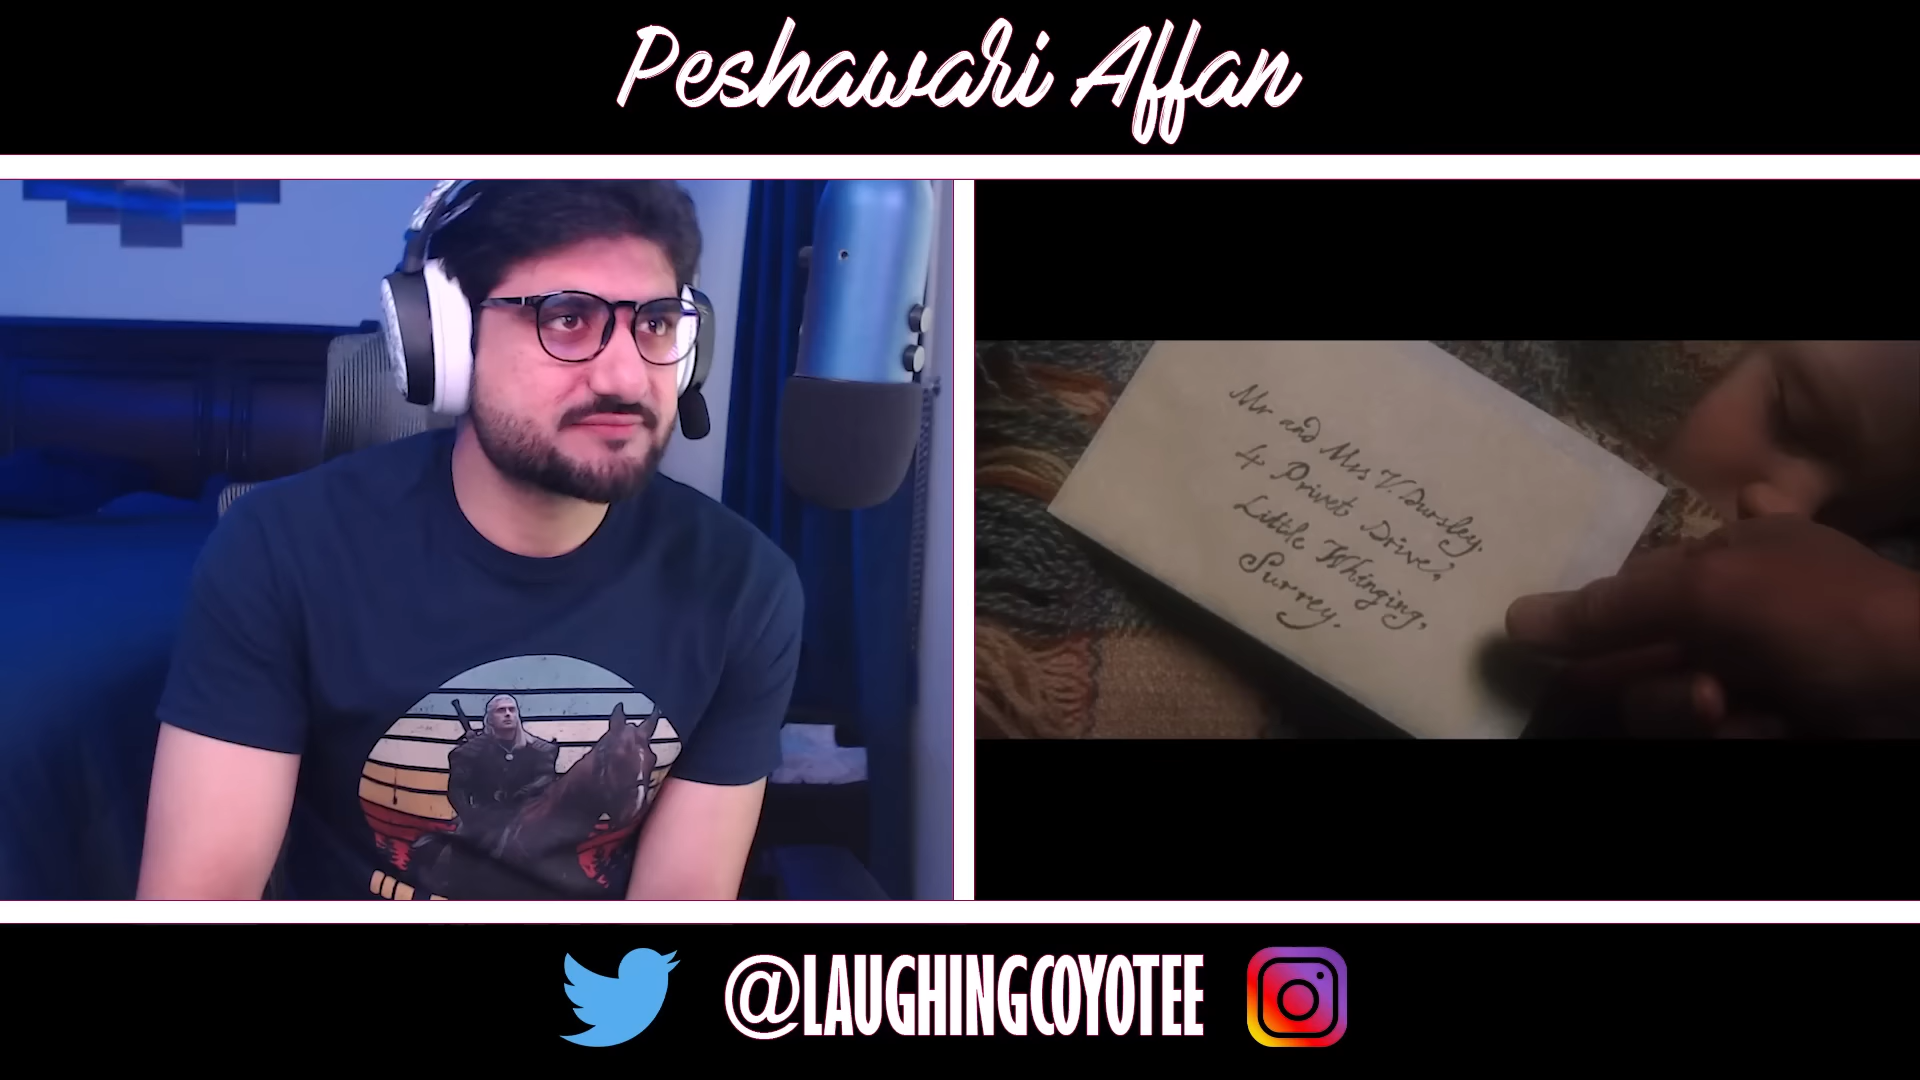 Peshawari Affan
Mr and Mrs V. Dursley.
4 Privet Drive,
Little Whinging,
Surrey.
@LAUGHINGCOYOTEE